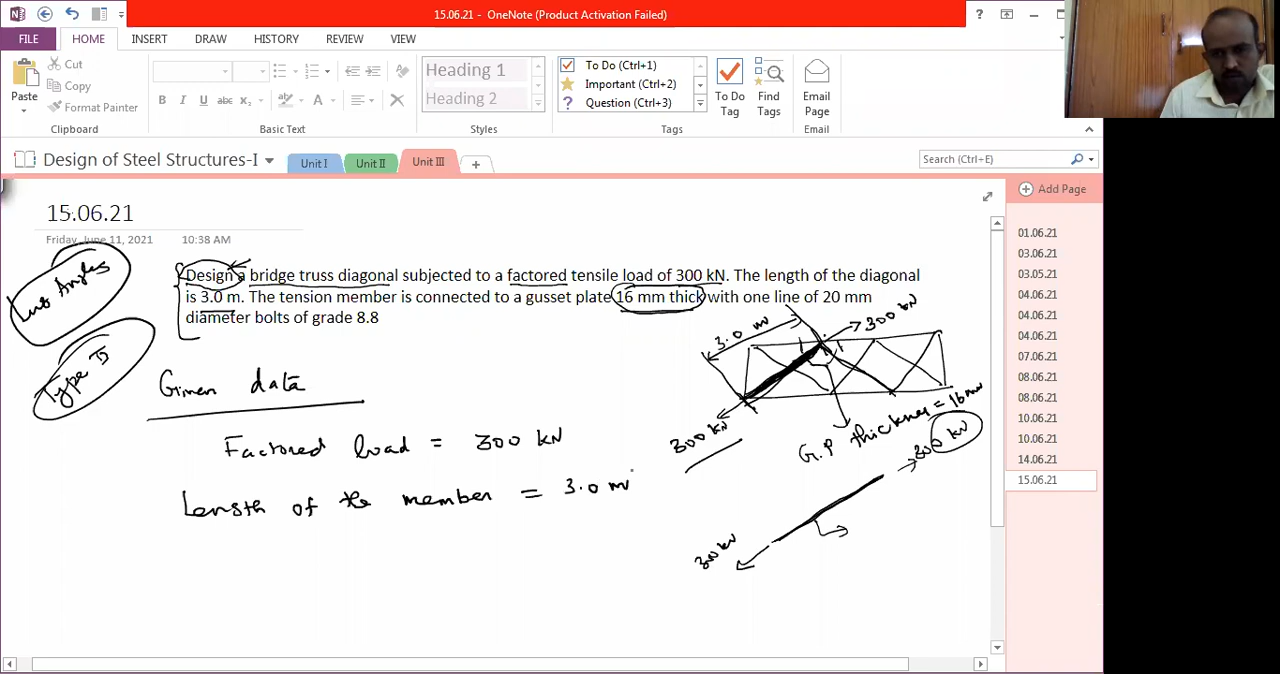 15.06.21 - OneNote (Product Activation Failed)
FILE HOME INSERT DRAW HISTORY REVIEW VIEW
Paste
Cut
Copy
Format Painter
Clipboard
B I U abc x₂ A
Basic Text
Heading 1
Heading 2
Styles
To Do (Ctrl+1)
Important (Ctrl+2)
? Question (Ctrl+3)
Tags
To Do Tag
Find Tags
Email Page
Email
Design of Steel Structures-I
Unit I Unit II Unit III
Search (Ctrl+E)
Add Page
15.06.21
Friday, June 11, 2021 10:38 AM
Design a bridge truss diagonal subjected to a factored tensile load of 300 kN. The length of the diagonal
is 3.0 m. The tension member is connected to a gusset plate 16 mm thick with one line of 20 mm
diameter bolts of grade 8.8
Angles
Type
Given data
Factored load = 300 kN
Length of the member = 3.0 m
3.0 m
300 kN
300 kN
G.P thickness = 16 mm
300 kN
300 kN
01.06.21
03.06.21
03.05.21
04.06.21
04.06.21
07.06.21
08.06.21
08.06.21
10.06.21
10.06.21
14.06.21
15.06.21